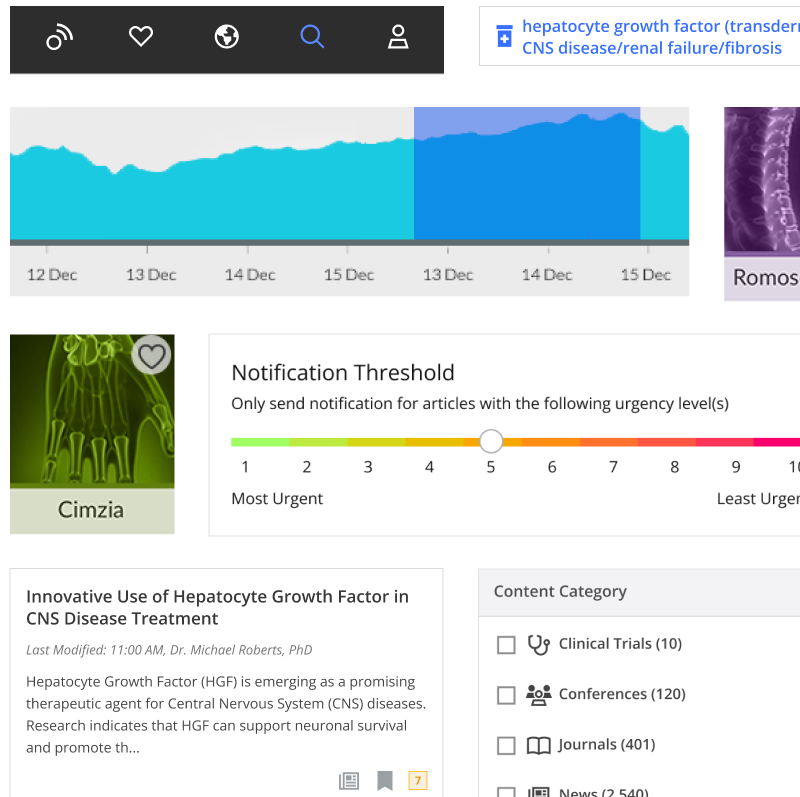 hepatocyte growth factor
CNS disease/renal failure/fibrosis
12 Dec 13 Dec 14 Dec 15 Dec 13 Dec 14 Dec 15 Dec
Cimzia
Notification Threshold
Only send notification for articles with the following urgency level(s)
1 2 3 4 5 6 7 8 9
Most Urgent Least
Innovative Use of Hepatocyte Growth Factor in
CNS Disease Treatment
Last Modified: 11:00 AM, Dr. Michael Roberts, PhD
Hepatocyte Growth Factor (HGF) is emerging as a promising
therapeutic agent for Central Nervous System (CNS) diseases.
Research indicates that HGF can support neuronal survival
and promote th...
7
Content Category
Clinical Trials (10)
Conferences (120)
Journals (401)
News (2,540)